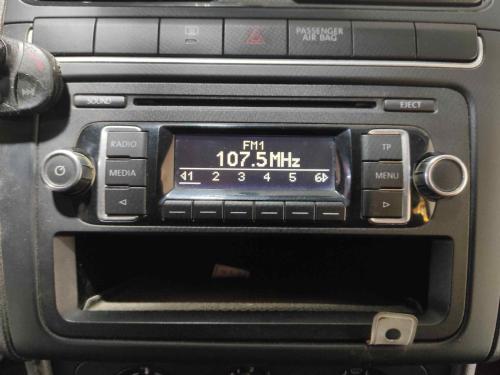 PASSENGER
AIR BAG
SOUND
EJECT
RADIO
FM1
TP
107.5MHz
MEDIA
1 2 3 4 5 6
MENU